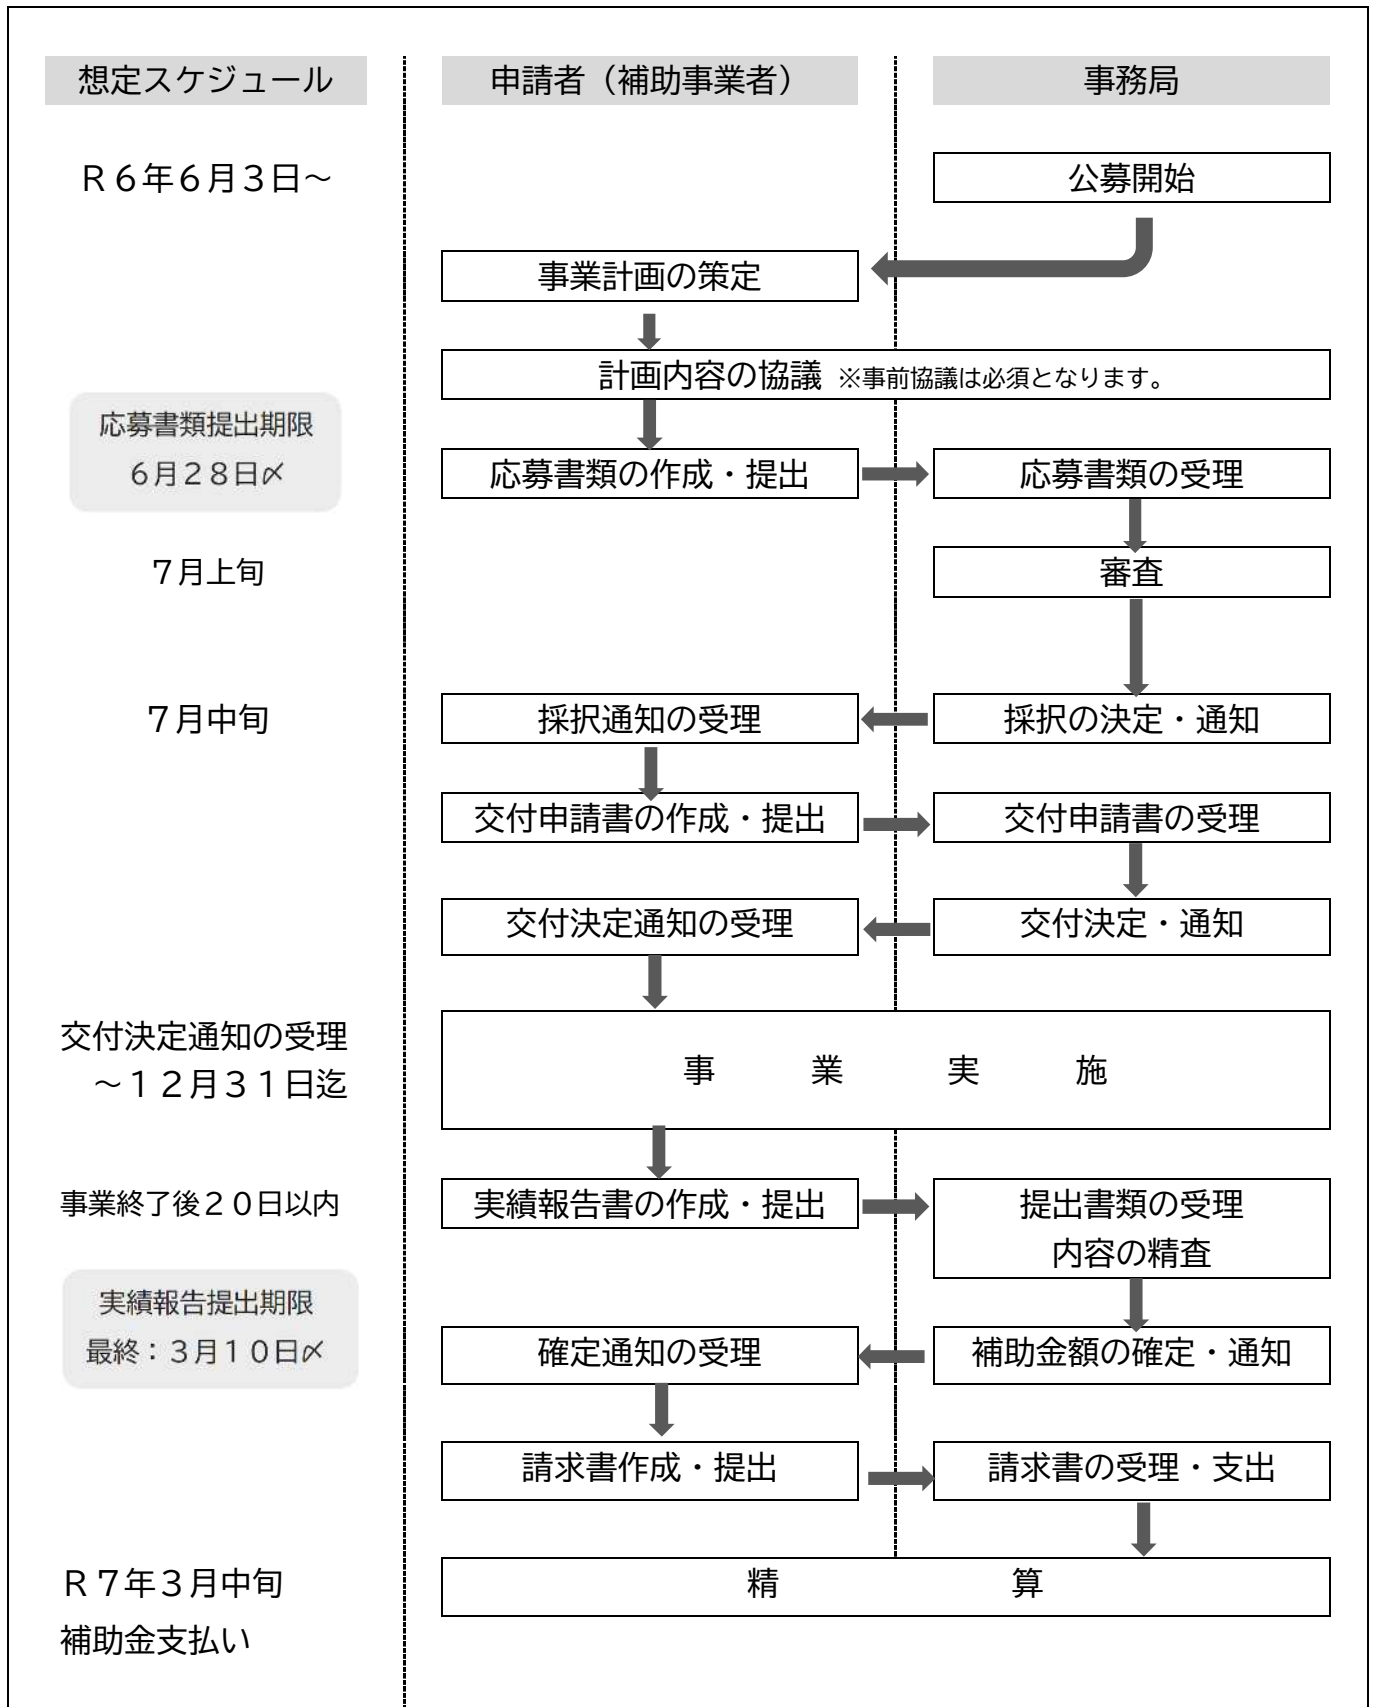 想定スケジュール
申請者（補助事業者）
事務局
Ｒ６年６月３日～
公募開始
事業計画の策定
計画内容の協議 ※事前協議は必須となります。
応募書類提出期限
６月２８日〆
応募書類の作成・提出
応募書類の受理
７月上旬
審査
７月中旬
採択通知の受理
採択の決定・通知
交付申請書の作成・提出
交付申請書の受理
交付決定通知の受理
交付決定・通知
交付決定通知の受理
～１２月３１日迄
事 業 実 施
事業終了後２０日以内
実績報告書の作成・提出
提出書類の受理
内容の精査
実績報告提出期限
最終：３月１０日〆
確定通知の受理
補助金額の確定・通知
請求書作成・提出
請求書の受理・支出
Ｒ７年３月中旬
補助金支払い
精 算